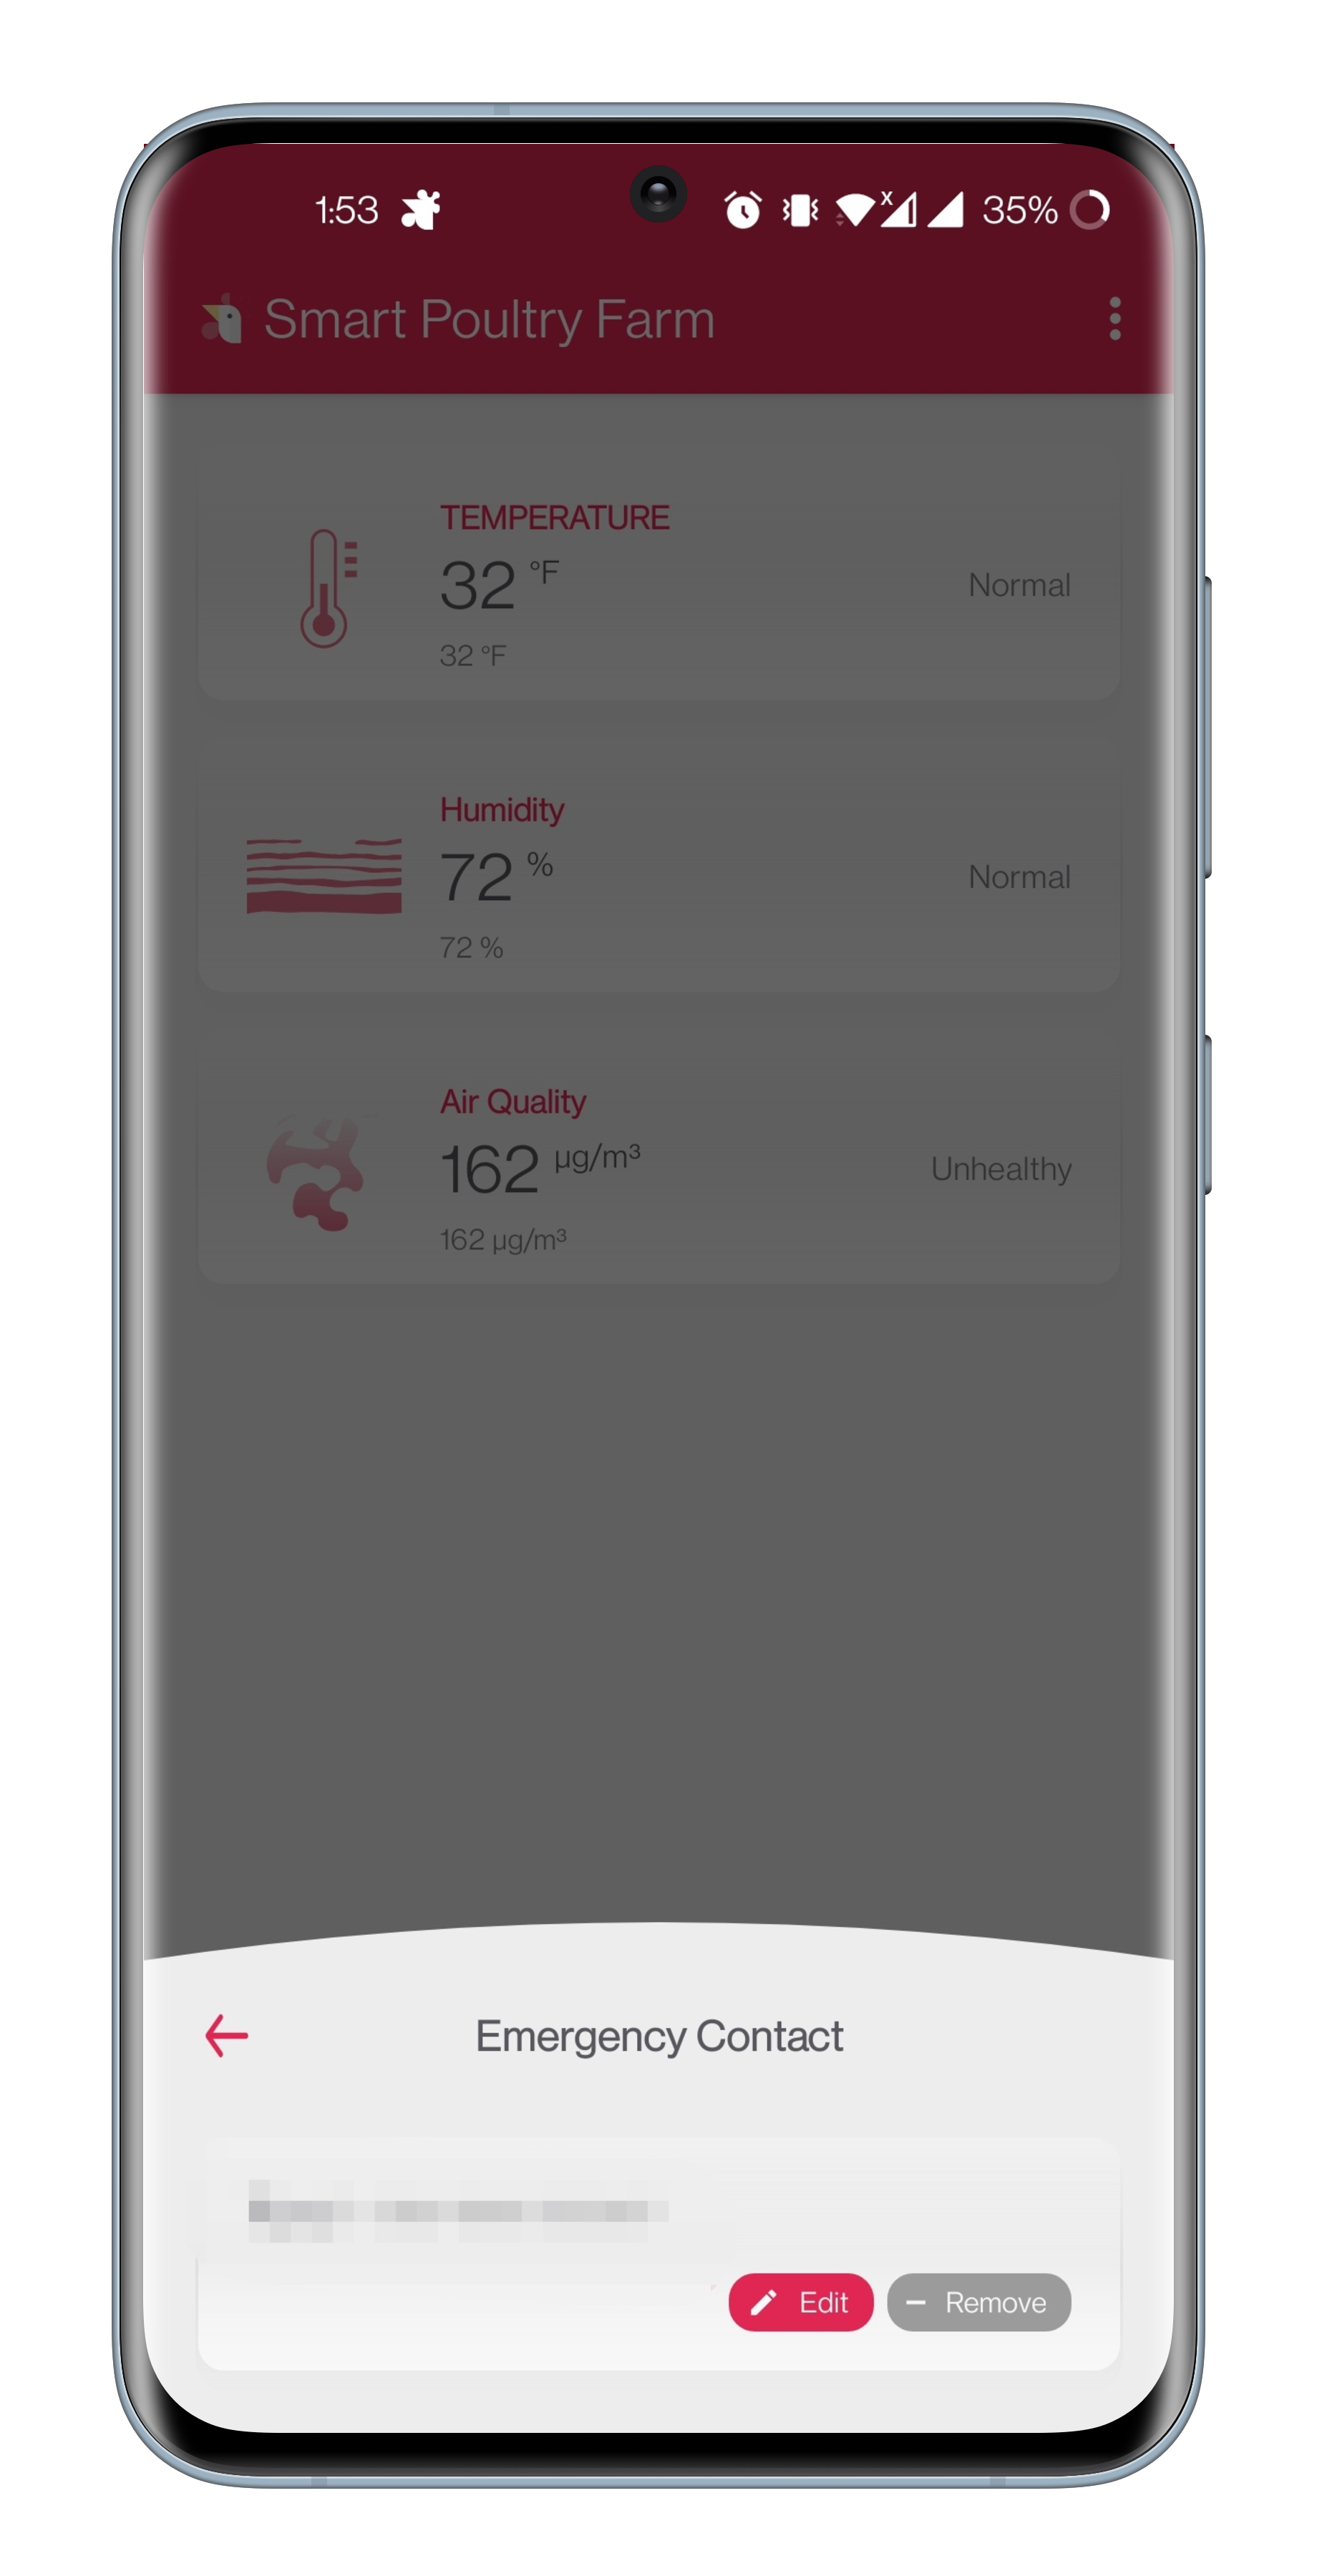 1:53 35%
Smart Poultry Farm
TEMPERATURE
32 °F
Normal
32 °F
Humidity
72 %
Normal
72 %
Air Quality
162 µg/m³
Unhealthy
162 µg/m³
Emergency Contact
Edit
Remove